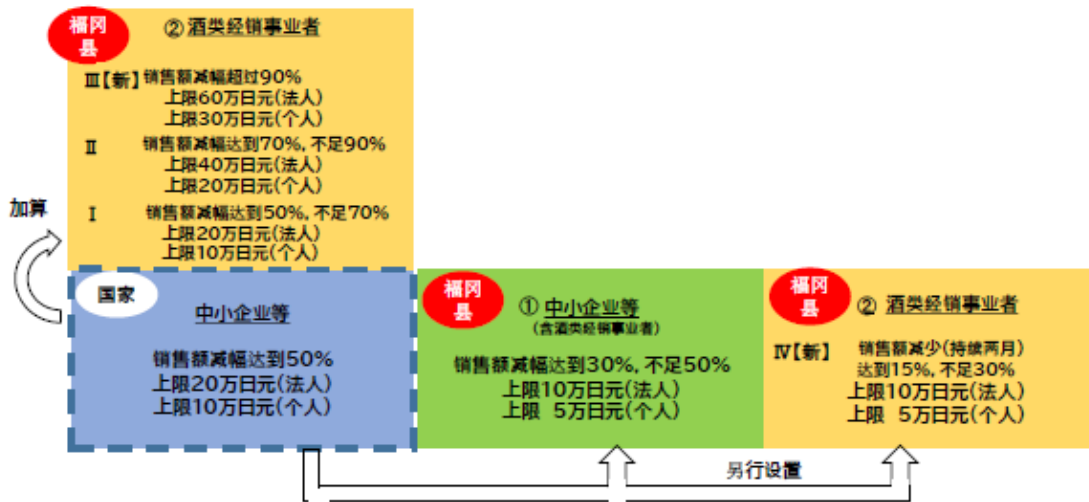 福冈
县
② 酒类经销事业者
Ⅲ【新】销售额减幅超过90%
上限60万日元(法人)
上限30万日元(个人)
Ⅱ 销售额减幅达到70%, 不足90%
上限40万日元(法人)
上限20万日元(个人)
Ⅰ 销售额减幅达到50%, 不足70%
上限20万日元(法人)
上限10万日元(个人)
加算
国家
中小企业等
销售额减幅达到50%
上限20万日元(法人)
上限10万日元(个人)
福冈
县
① 中小企业等
(含酒类经销事业者)
销售额减幅达到30%, 不足50%
上限10万日元(法人)
上限 5万日元(个人)
福冈
县
② 酒类经销事业者
Ⅳ【新】 销售额减少(持续两月)
达到15%, 不足30%
上限10万日元(法人)
上限 5万日元(个人)
另行设置